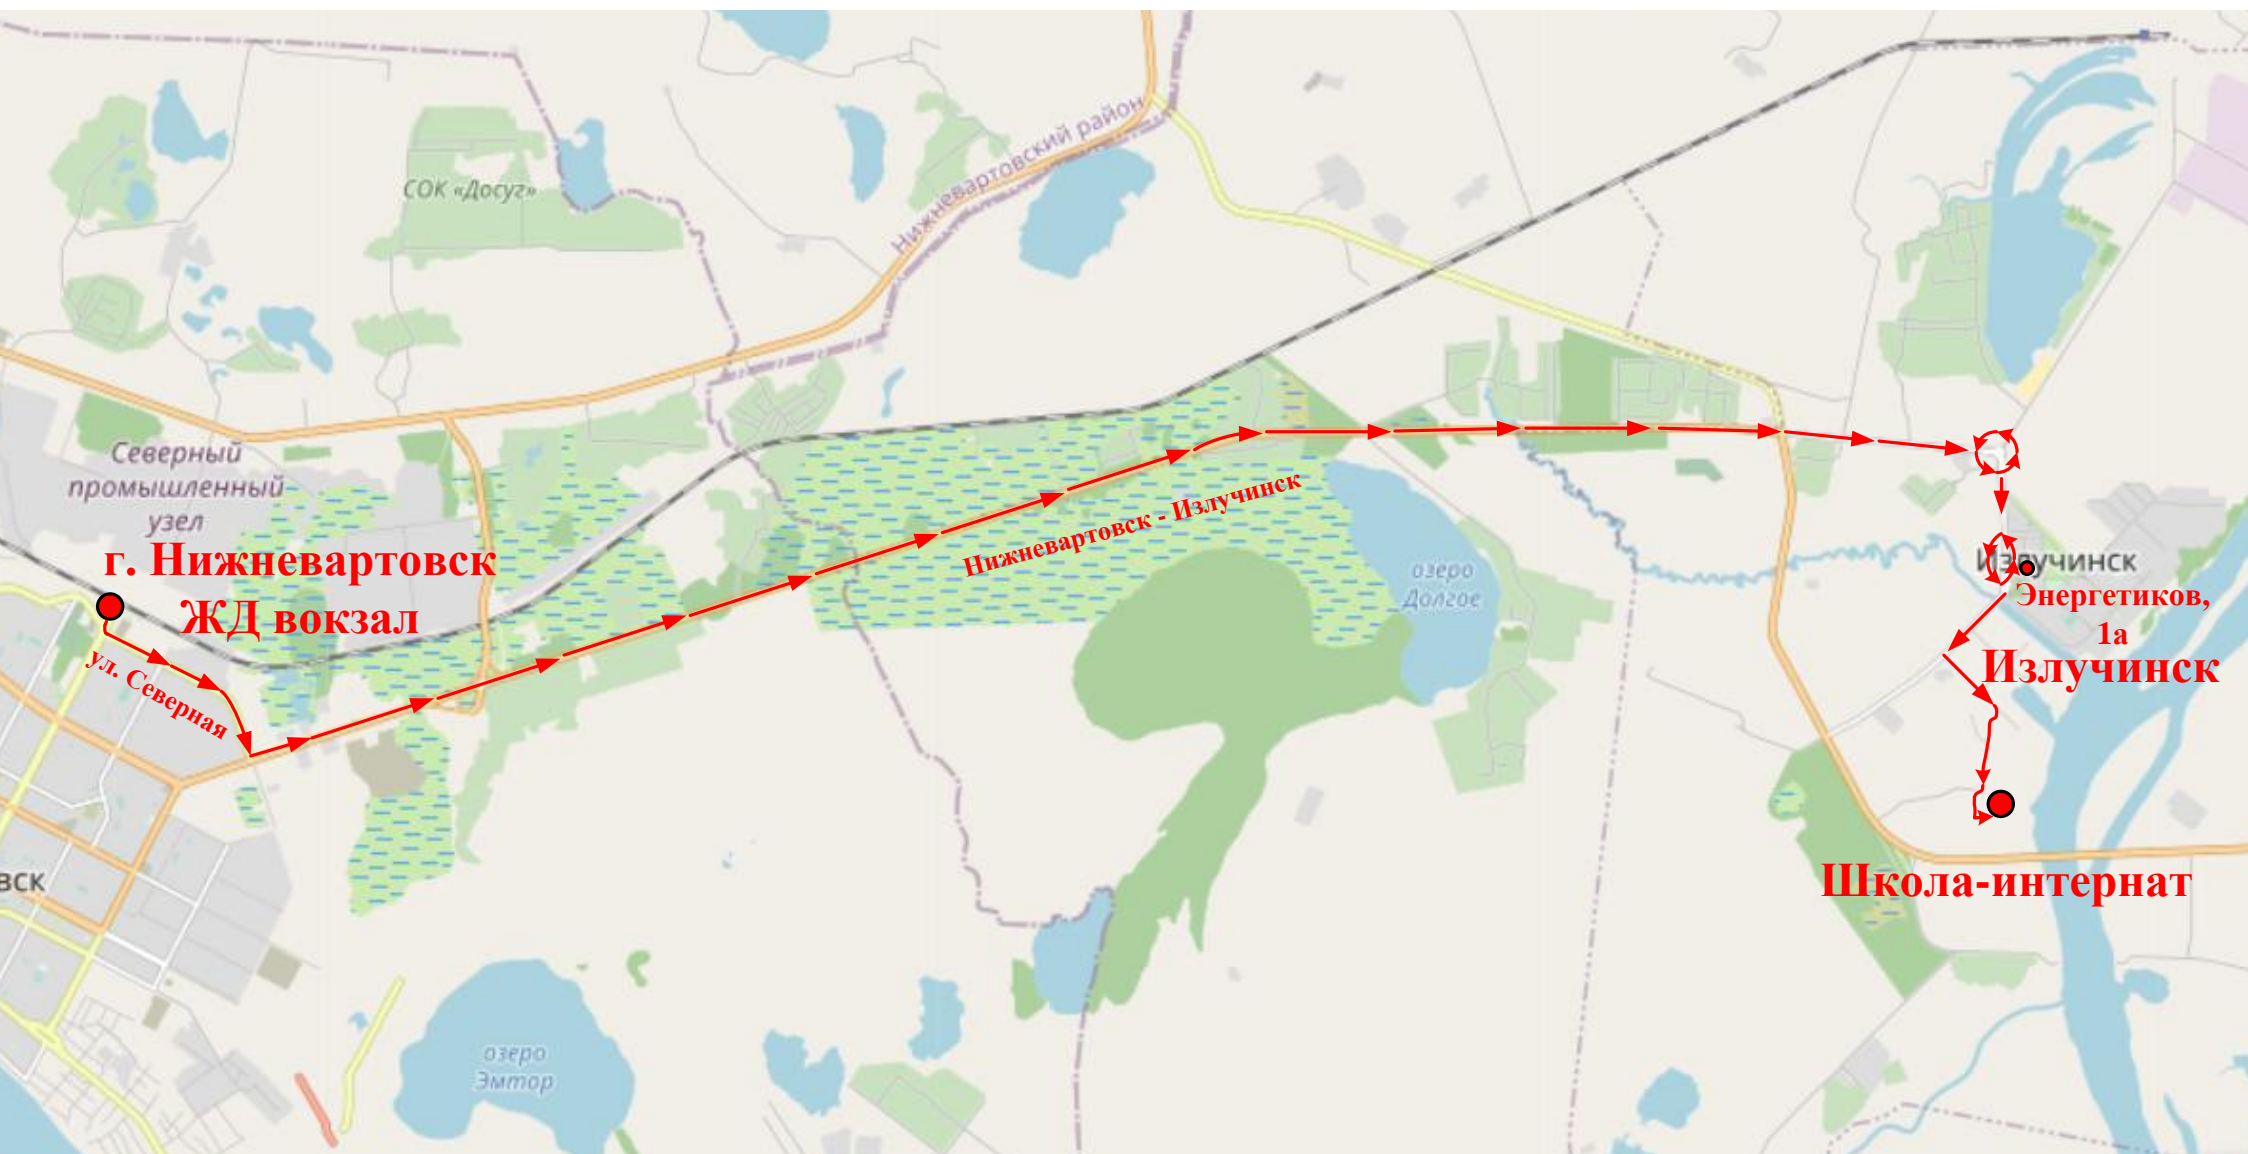 Нижневартовский район
СОК «Досуг»
Северный
промышленный
узел
г. Нижневартовск
ЖД вокзал
ул. Северная
Нижневартовск - Излучинск
озеро
Долгое
Излучинск
Энергетиков,
1а
Излучинск
Школа-интернат
вск
озеро
Эмтор